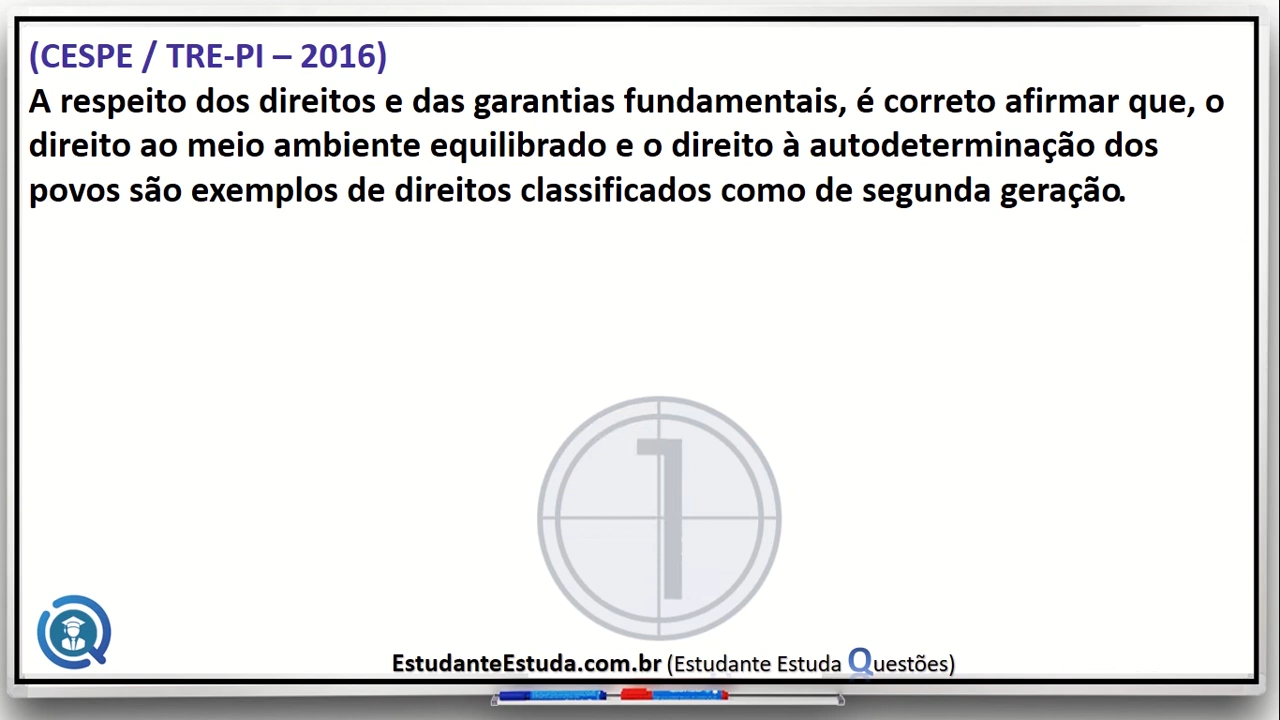 (CESPE / TRE-PI – 2016)
A respeito dos direitos e das garantias fundamentais, é correto afirmar que, o
direito ao meio ambiente equilibrado e o direito à autodeterminação dos
povos são exemplos de direitos classificados como de segunda geração.
1
EstudanteEstuda.com.br (Estudante Estuda Questões)